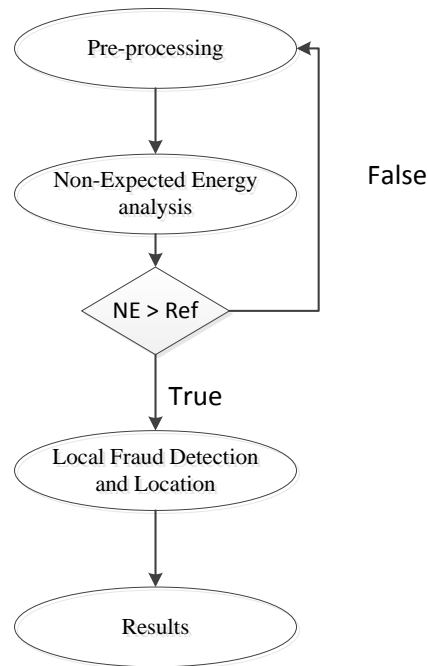 Pre-processing
Non-Expected Energy
analysis
False
NE > Ref
True
Local Fraud Detection
and Location
Results